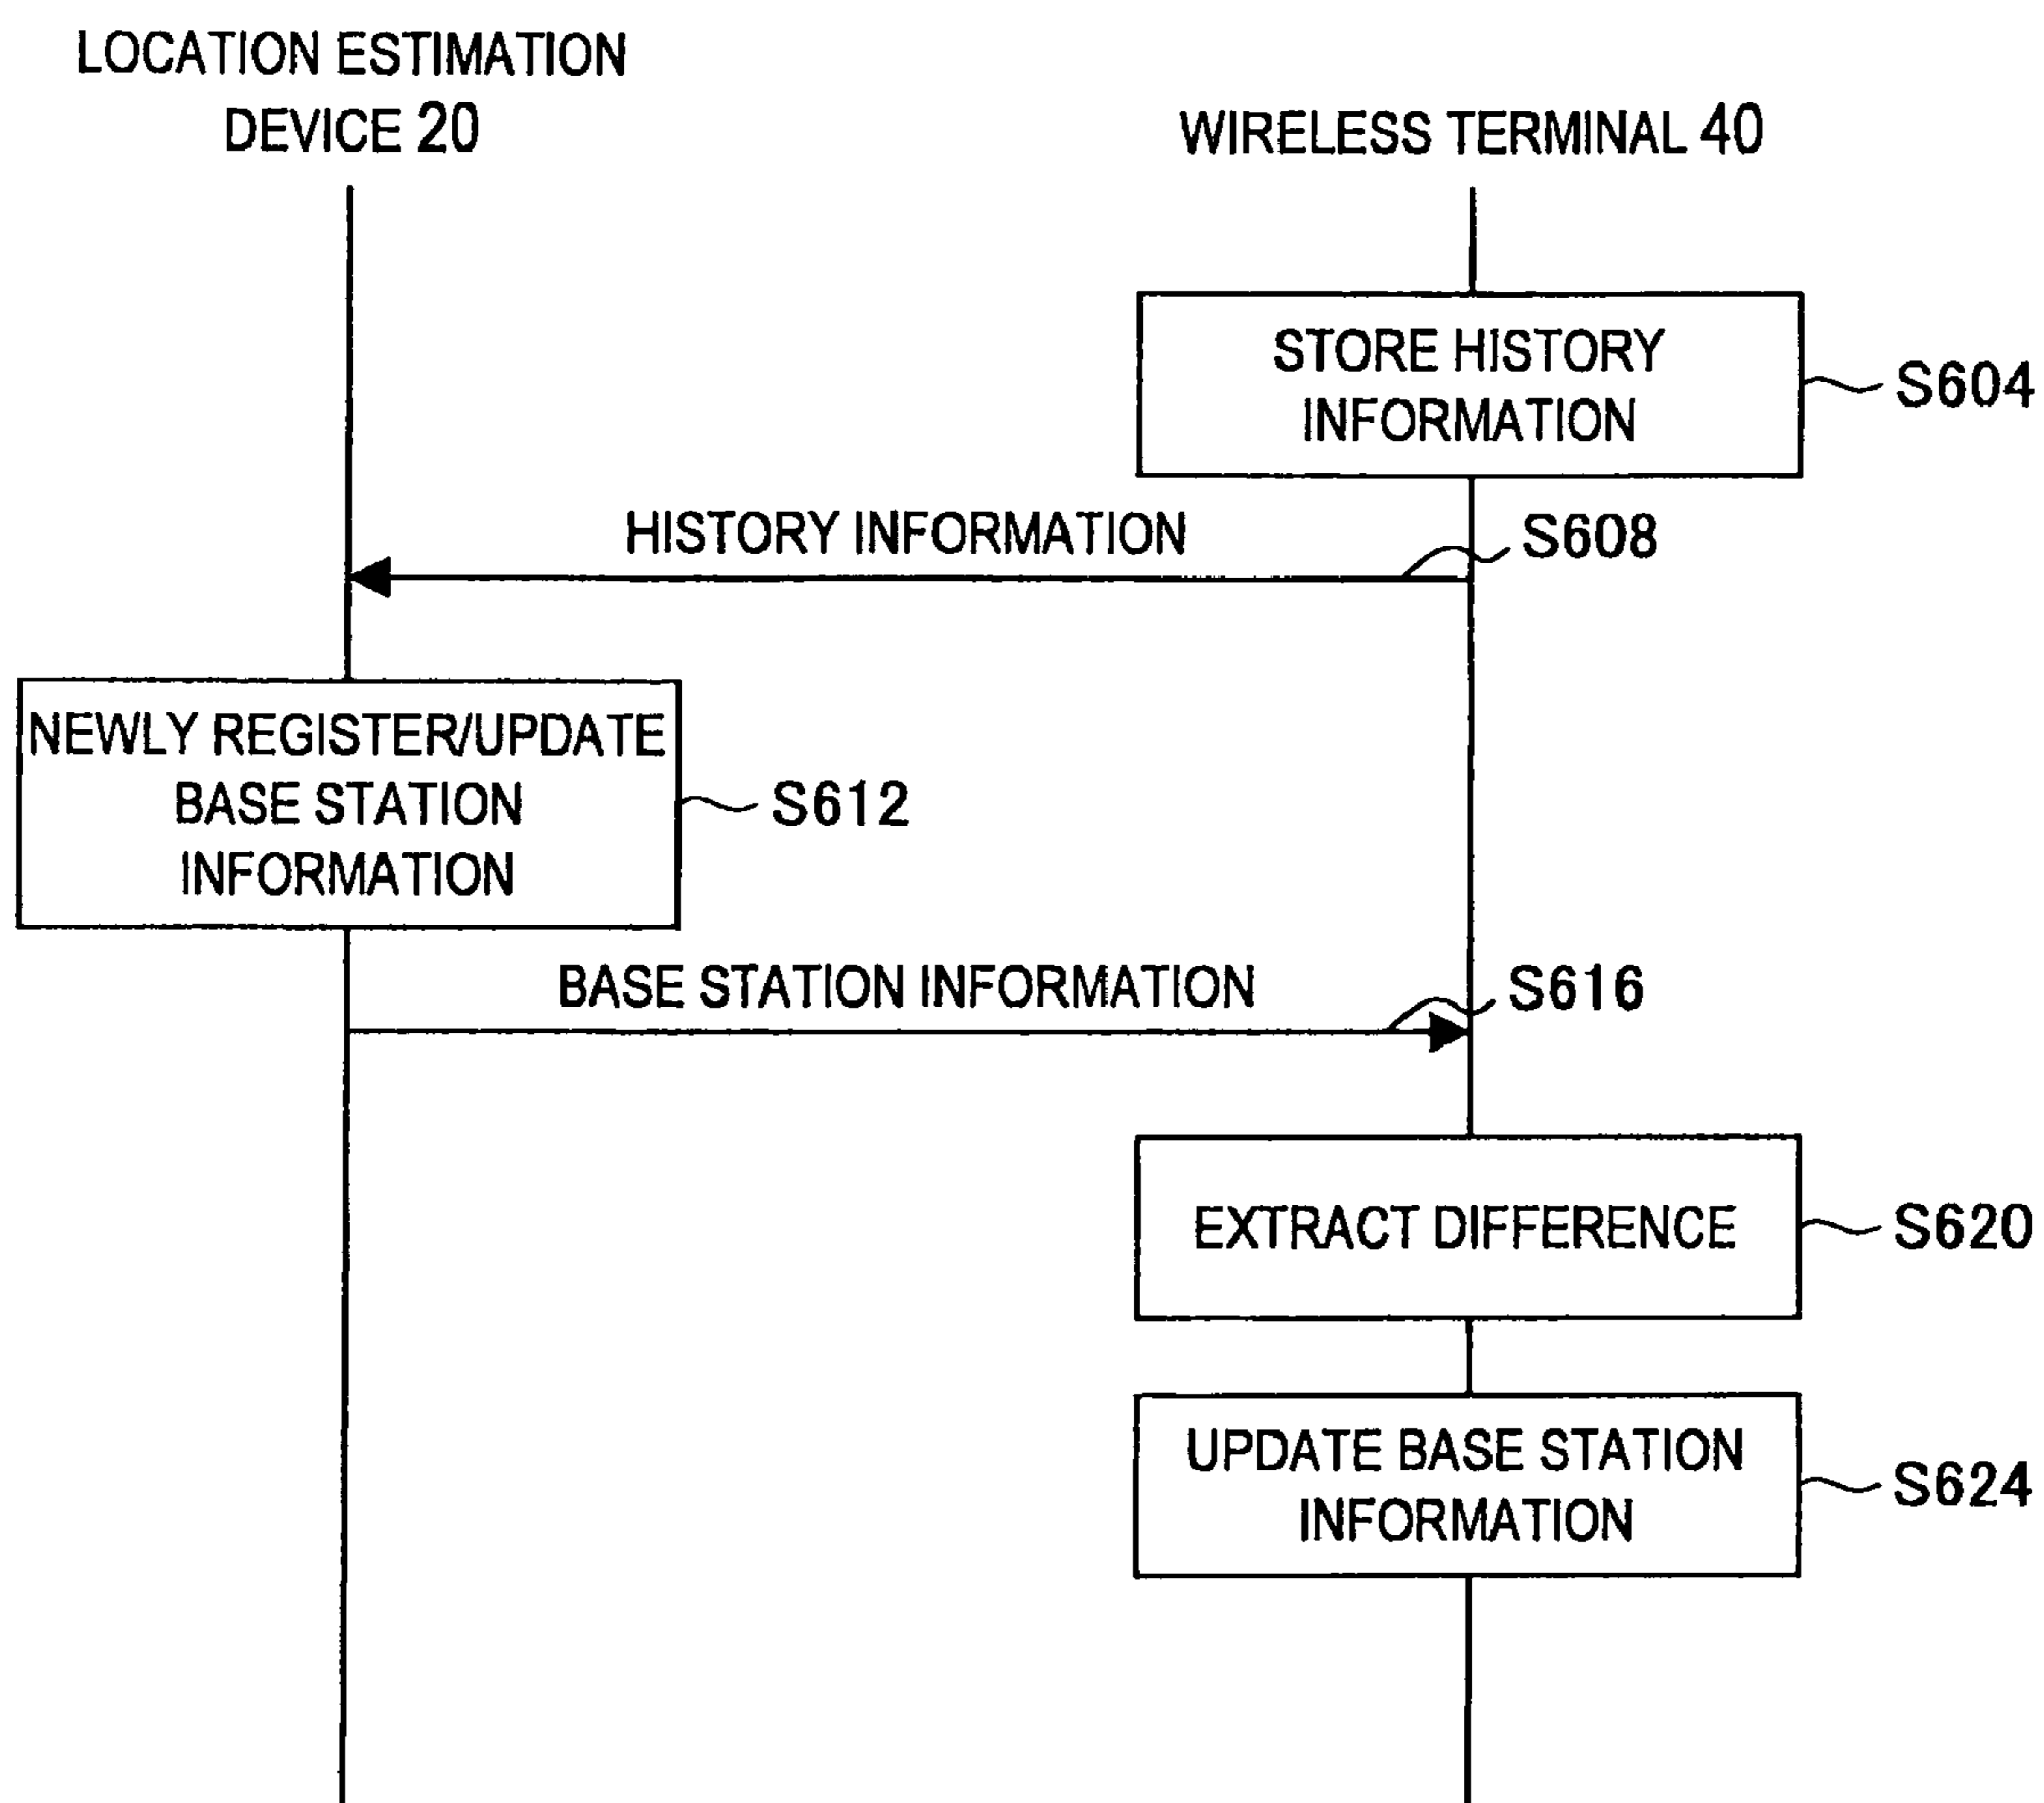 LOCATION ESTIMATION
DEVICE 20
WIRELESS TERMINAL 40
STORE HISTORY
INFORMATION
S604
HISTORY INFORMATION
S608
NEWLY REGISTER/UPDATE
BASE STATION
INFORMATION
S612
BASE STATION INFORMATION
S616
EXTRACT DIFFERENCE
S620
UPDATE BASE STATION
INFORMATION
S624